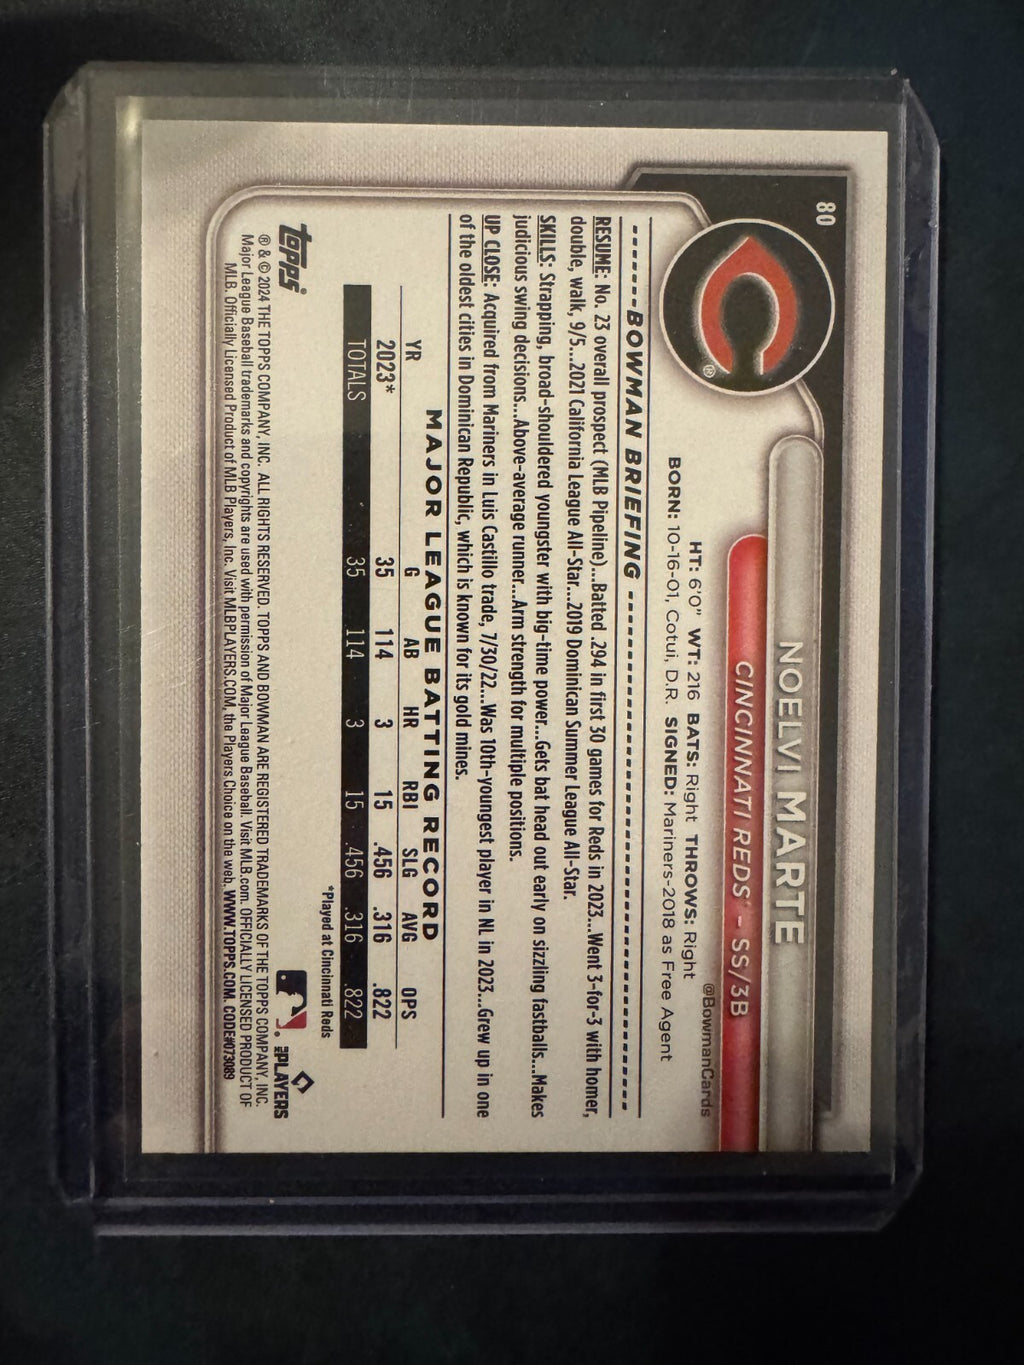 80
NOELVI MARTE
CINCINNATI REDS® - SS/3B
@BowmanCards
HT: 6'0" WT: 216 BATS: Right THROWS: Right
BORN: 10-16-01, Cotui, D.R. SIGNED: Mariners-2018 as Free Agent
BOWMAN BRIEFING
RESUME: No. 23 overall prospect (MLB Pipeline)...Batted .294 in first 30 games for Reds in 2023...Went 3-for-3 with homer,
double, walk, 9/5...2021 California League All-Star...2019 Dominican Summer League All-Star.
SKILLS: Strapping, broad-shouldered youngster with big-time power...Gets bat head out early on sizzling fastballs...Makes
judicious swing decisions...Above-average runner...Arm strength for multiple positions.
UP CLOSE: Acquired from Mariners in Luis Castillo trade, 7/30/22...Was 10th-youngest player in NL in 2023...Grew up in one
of the oldest cities in Dominican Republic, which is known for its gold mines.
MAJOR LEAGUE BATTING RECORD
YR G AB HR RBI SLG AVG OPS
2023* 35 114 3 15 .456 .316 .822
TOTALS 35 114 3 15 .456 .316 .822
*Played at Cincinnati Reds
topps®
MLB PLAYERS
® & © 2024 THE TOPPS COMPANY, INC. ALL RIGHTS RESERVED. TOPPS AND BOWMAN ARE REGISTERED TRADEMARKS OF THE TOPPS COMPANY, INC.
Major League Baseball trademarks and copyrights are used with permission of Major League Baseball. Visit MLB.com. OFFICIALLY LICENSED PRODUCT OF
MLB. Officially Licensed Product of MLB Players, Inc. Visit MLBPLAYERS.COM, the Players Choice on the web. WWW.TOPPS.COM. CODE#073089